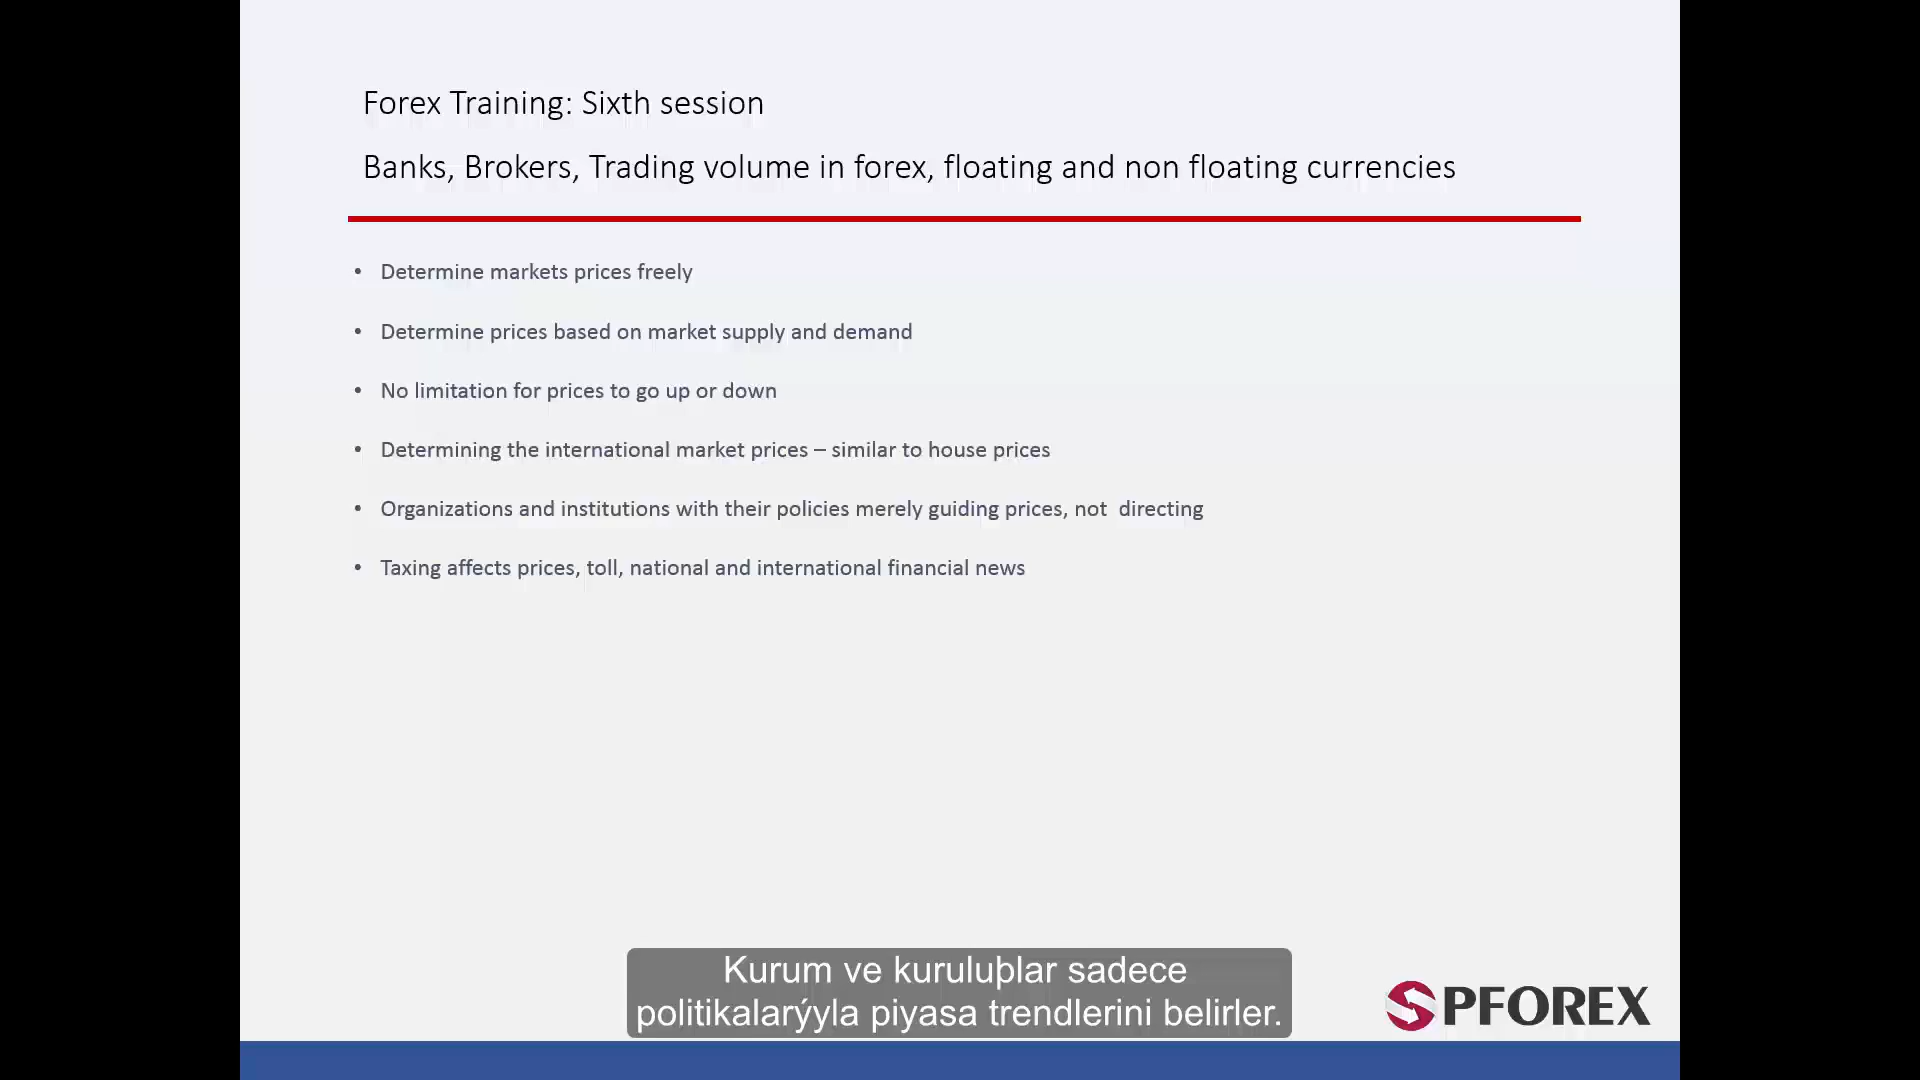 Forex Training: Sixth session
Banks, Brokers, Trading volume in forex, floating and non floating currencies
• Determine markets prices freely
• Determine prices based on market supply and demand
• No limitation for prices to go up or down
• Determining the international market prices – similar to house prices
• Organizations and institutions with their policies merely guiding prices, not  directing
• Taxing affects prices, toll, national and international financial news
Kurum ve kuruluþlar sadece
politikalarýyla piyasa trendlerini belirler.
SPFOREX